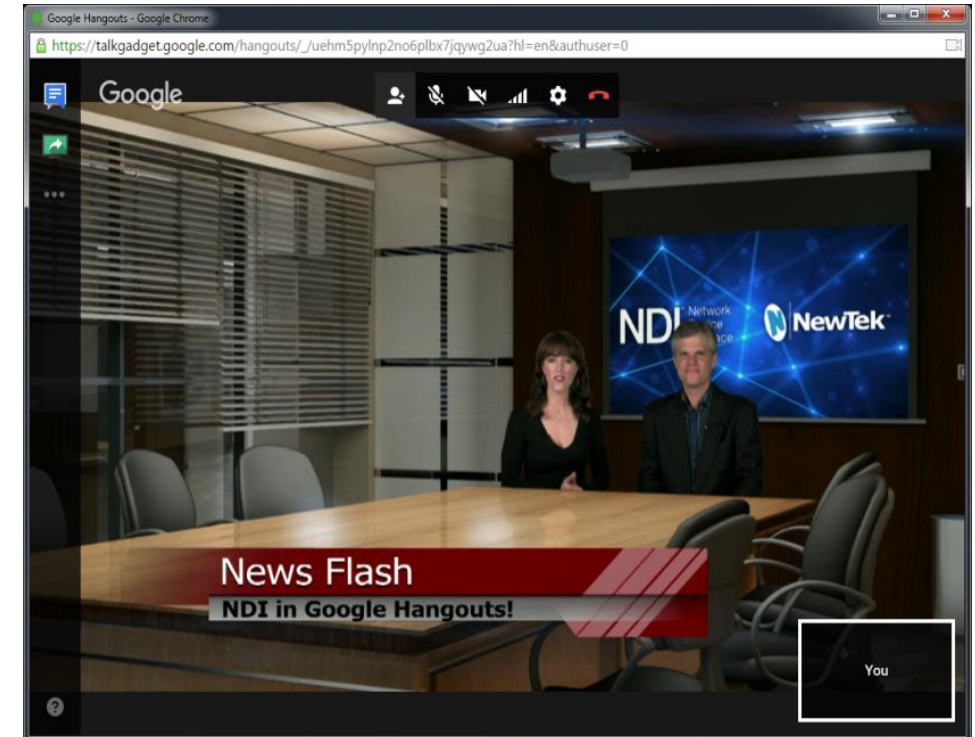 Google Hangouts - Google Chrome
https://talkgadget.google.com/hangouts/_/uehm5pylnp2no6plbx7jqywg2ua?hl=en&authuser=0
Google
NDI Network
NewTek
News Flash
NDI in Google Hangouts!
You